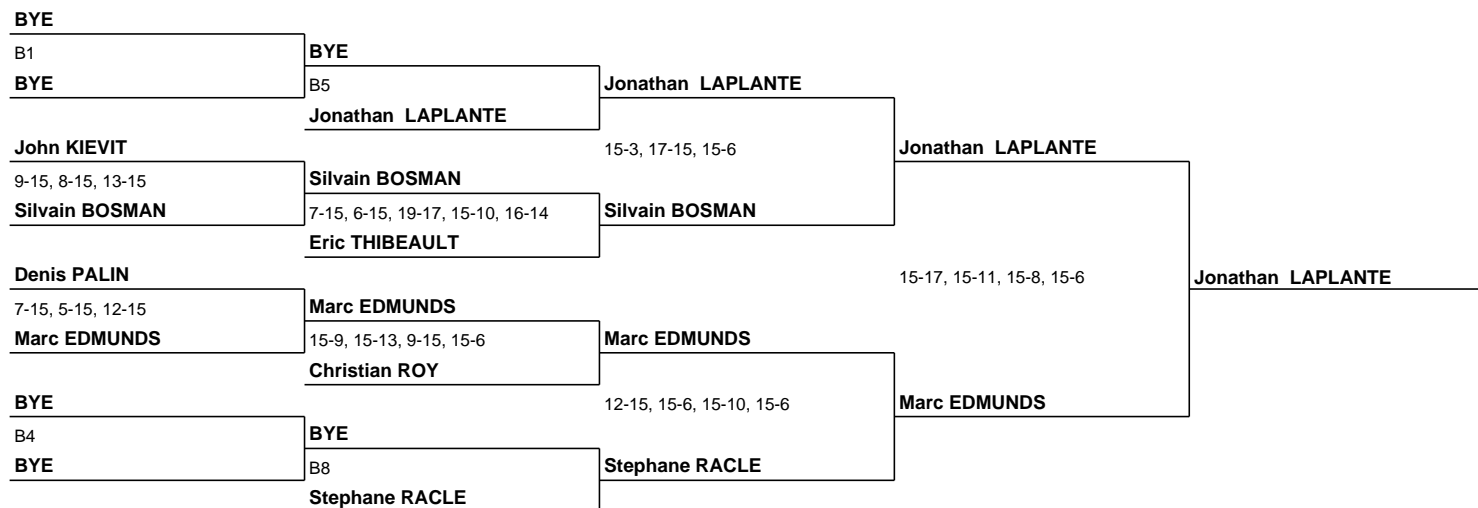 BYE
B1
BYE
BYE
B5
Jonathan LAPLANTE
Jonathan LAPLANTE
John KIEVIT
9-15, 8-15, 13-15
Silvain BOSMAN
Silvain BOSMAN
7-15, 6-15, 19-17, 15-10, 16-14
Eric THIBEAULT
15-3, 17-15, 15-6
Silvain BOSMAN
Jonathan LAPLANTE
Denis PALIN
7-15, 5-15, 12-15
Marc EDMUNDS
Marc EDMUNDS
15-9, 15-13, 9-15, 15-6
Christian ROY
Marc EDMUNDS
15-17, 15-11, 15-8, 15-6
Jonathan LAPLANTE
BYE
B4
BYE
BYE
B8
Stephane RACLE
12-15, 15-6, 15-10, 15-6
Stephane RACLE
Marc EDMUNDS